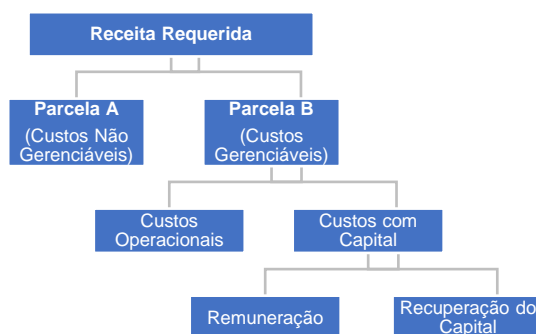 Receita Requerida
Parcela A
(Custos Não
Gerenciáveis)
Parcela B
(Custos
Gerenciáveis)
Custos
Operacionais
Custos com
Capital
Remuneração
Recuperação do
Capital